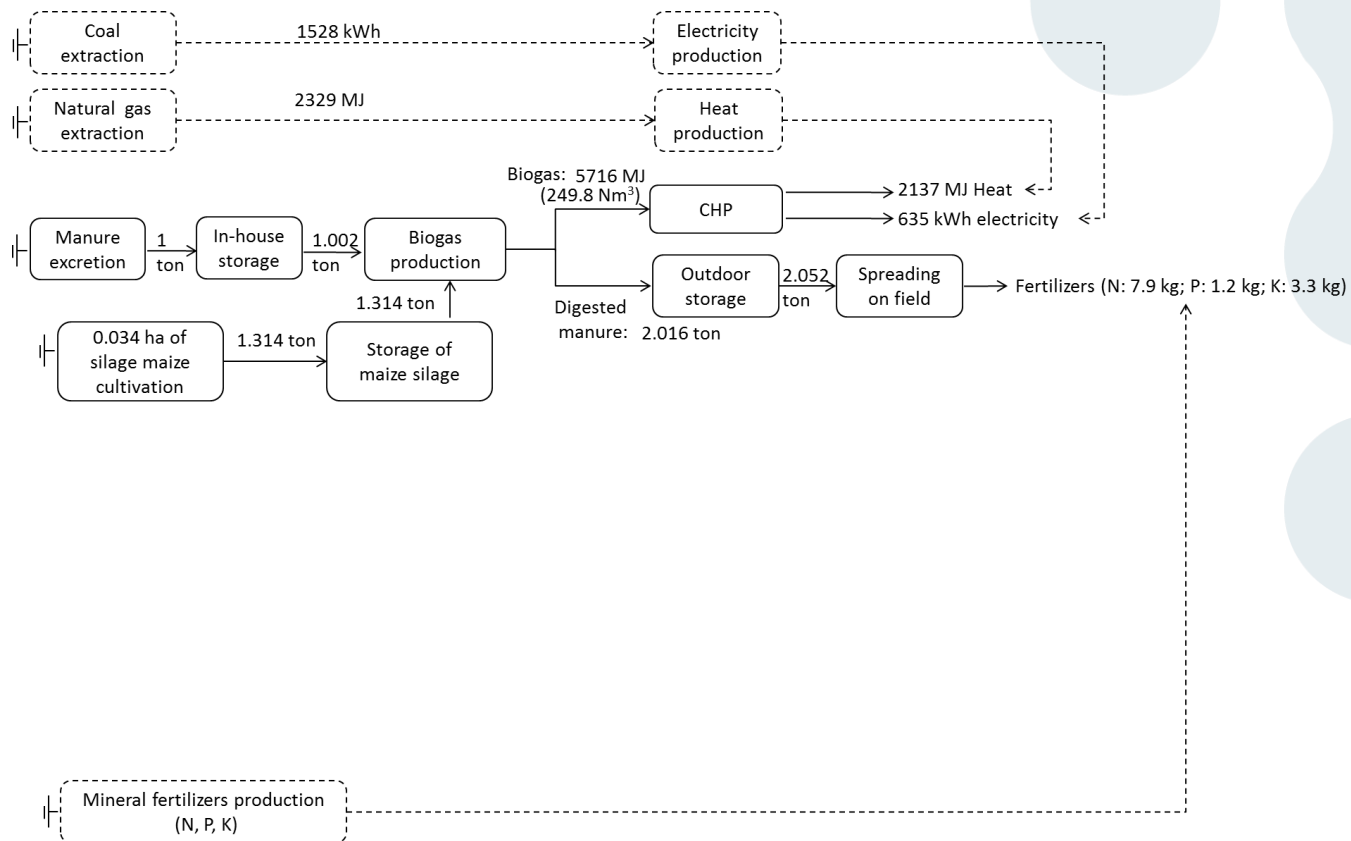 Coal
extraction
1528 kWh
Electricity
production
Natural gas
extraction
2329 MJ
Heat
production
Biogas: 5716 MJ
(249.8 Nm³)
CHP
2137 MJ Heat
635 kWh electricity
Manure
excretion
1
ton
In-house
storage
1.002
ton
Biogas
production
Outdoor
storage
2.052
ton
Spreading
on field
Fertilizers (N: 7.9 kg; P: 1.2 kg; K: 3.3 kg)
Digested
manure: 2.016 ton
1.314 ton
0.034 ha of
silage maize
cultivation
1.314 ton
Storage of
maize silage
Mineral fertilizers production
(N, P, K)